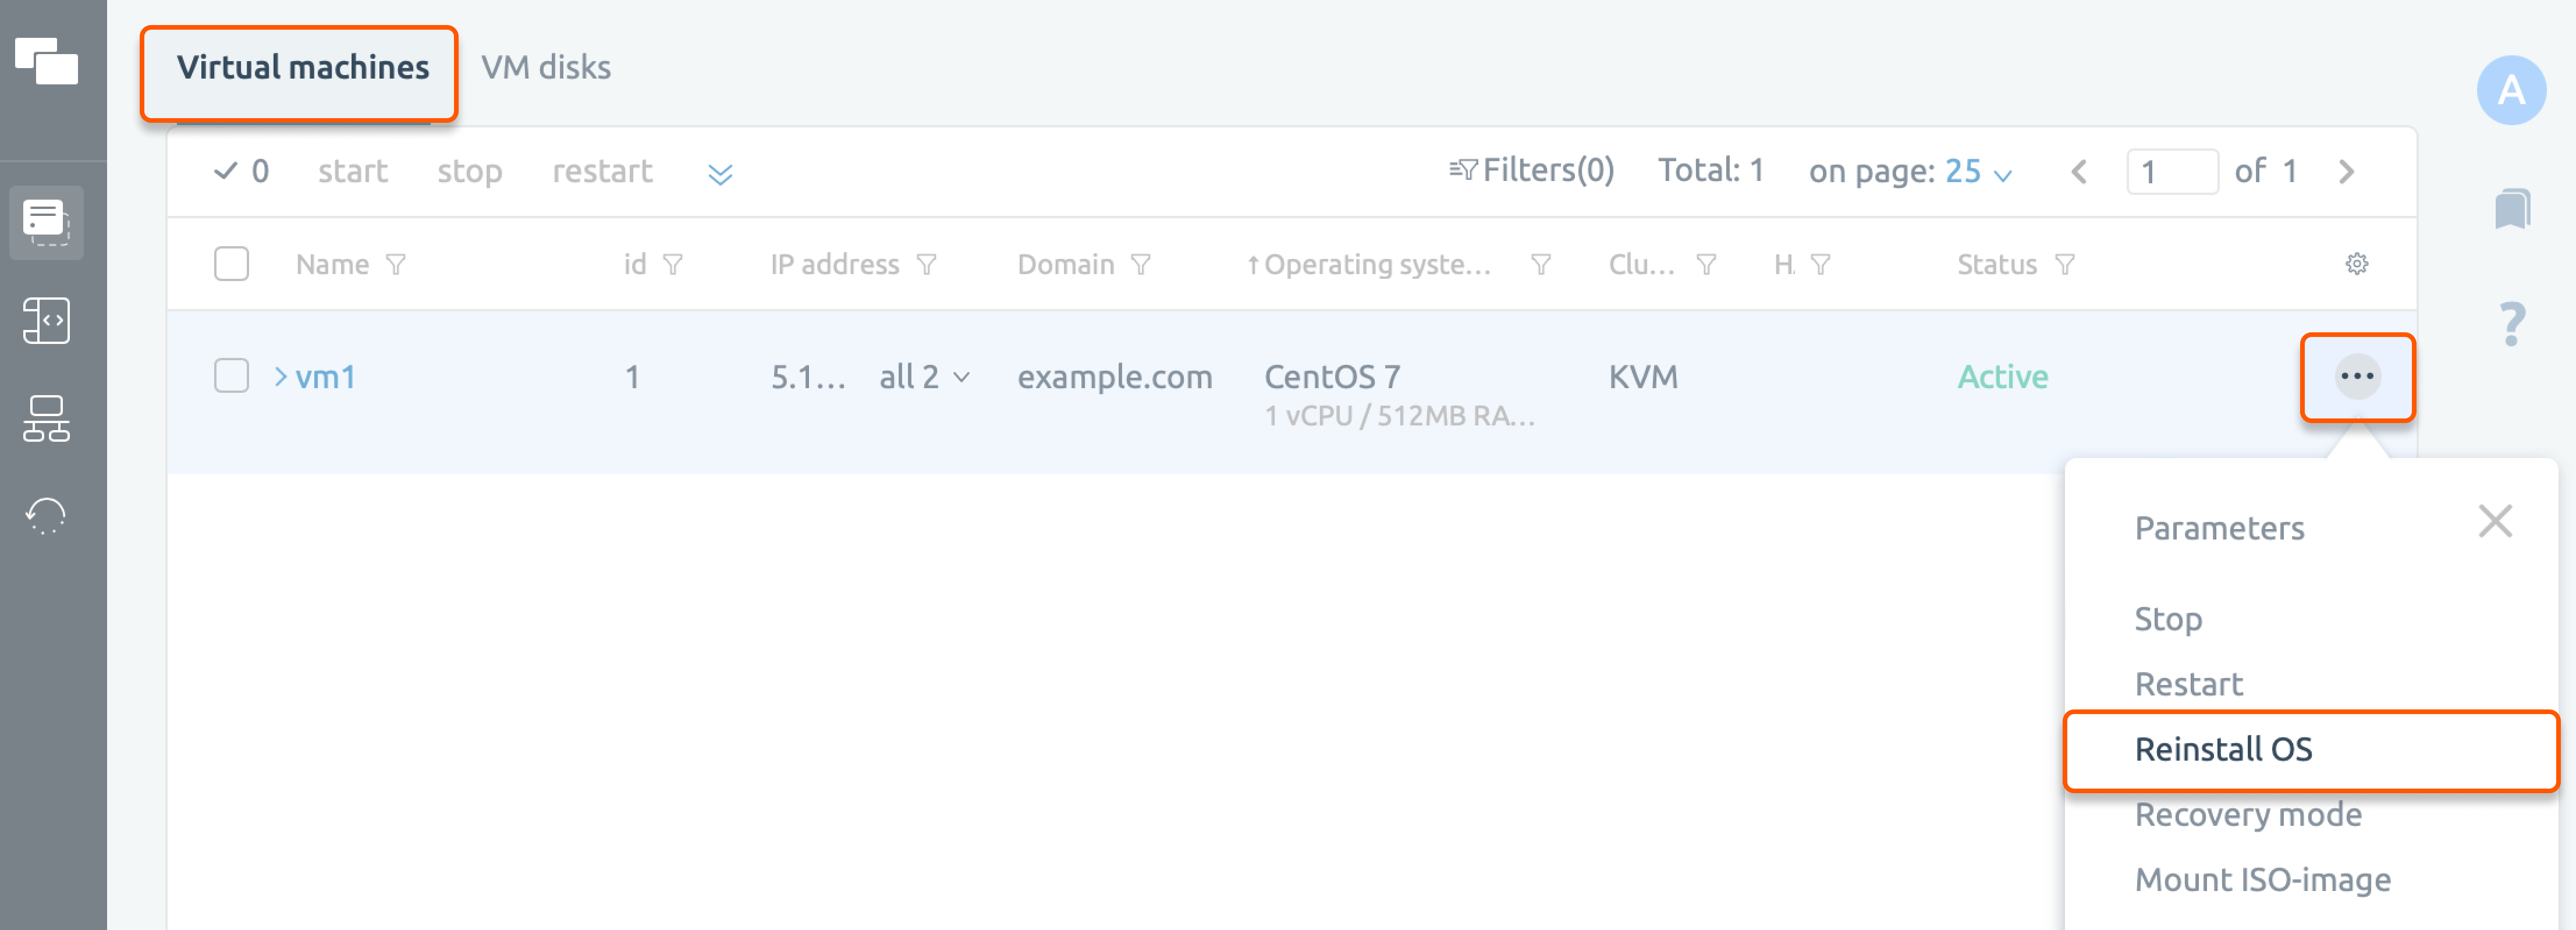 Virtual machines VM disks
A
0 start stop restart Filters(0) Total: 1 on page: 25 1 of 1
Name id IP address Domain ↑Operating syste... Clu... H. Status
?
> vm1 1 5.1... all 2 example.com CentOS 7 KVM Active ...
1 vCPU / 512MB RA...
Parameters
Stop
Restart
Reinstall OS
Recovery mode
Mount ISO-image